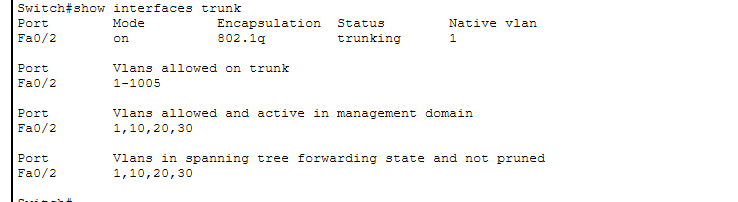 Switch#show interfaces trunk
Port Mode Encapsulation Status Native vlan
Fa0/2 on 802.1q trunking 1
Port Vlans allowed on trunk
Fa0/2 1-1005
Port Vlans allowed and active in management domain
Fa0/2 1,10,20,30
Port Vlans in spanning tree forwarding state and not pruned
Fa0/2 1,10,20,30